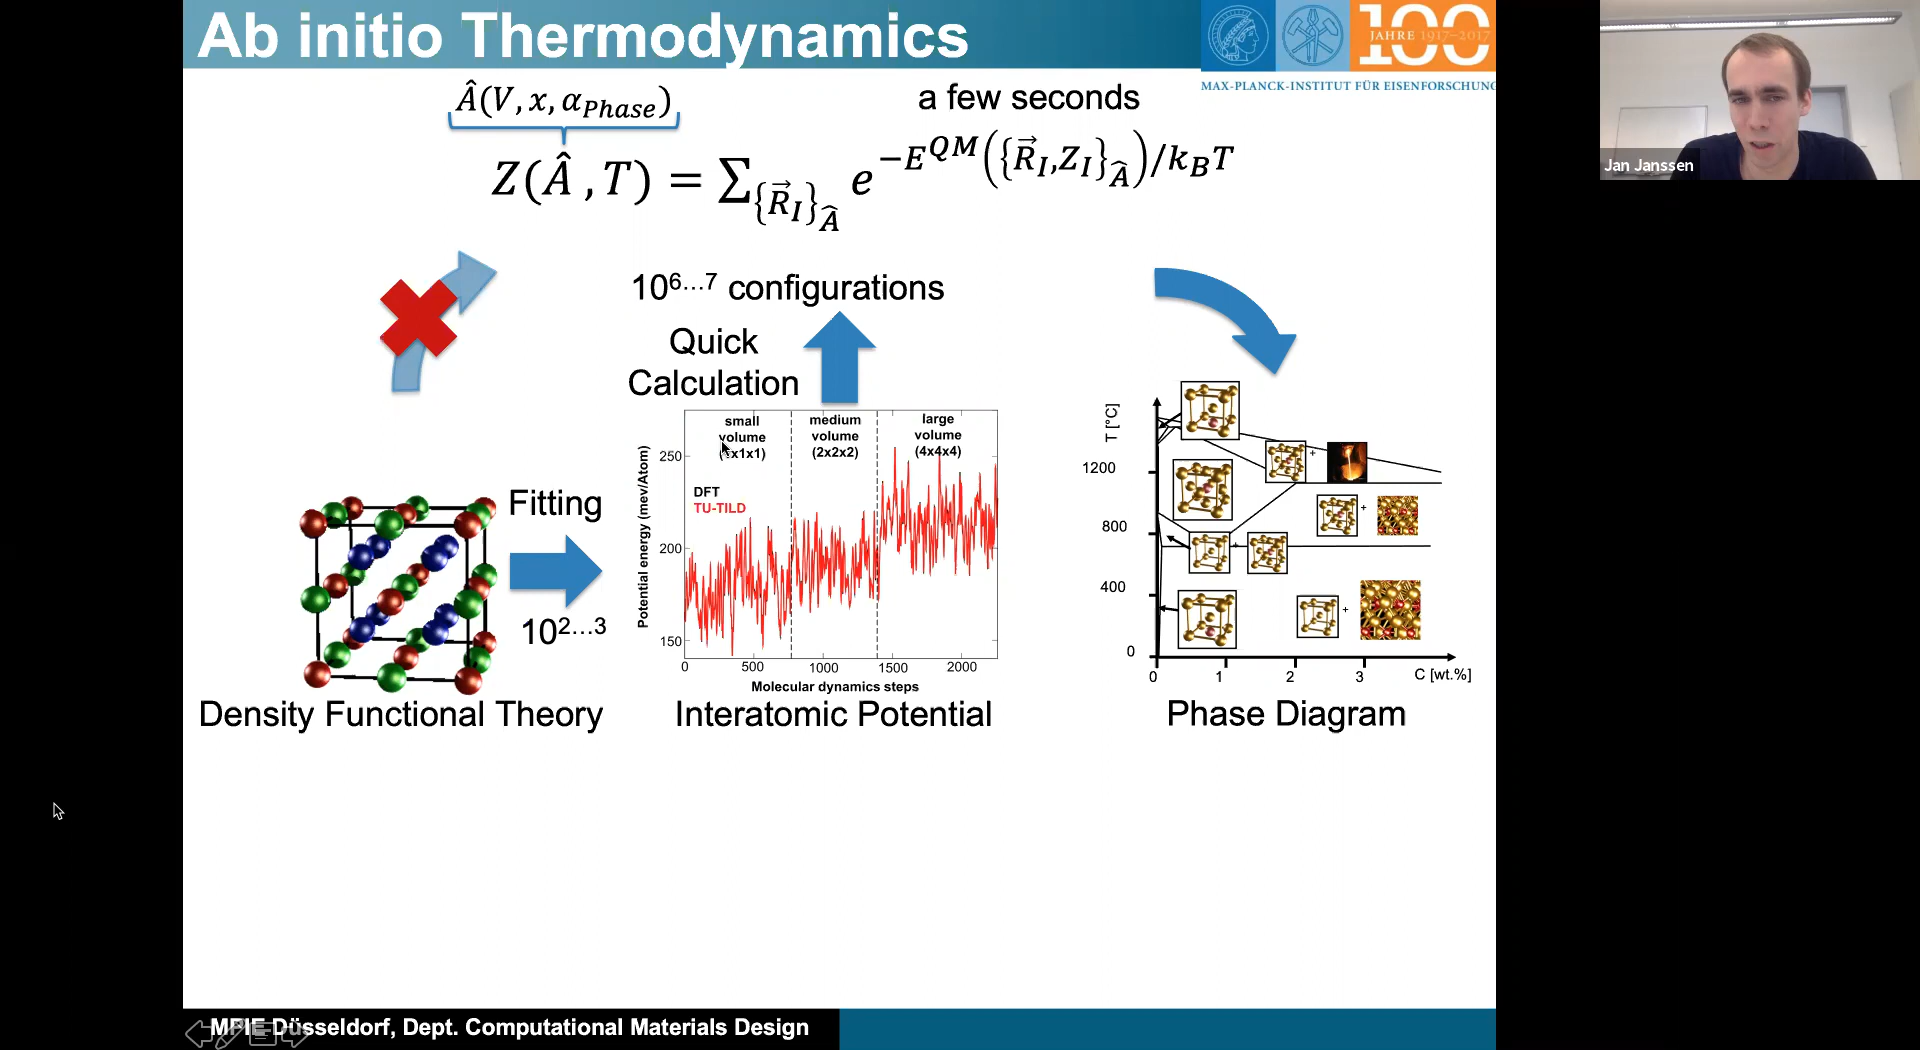 Ab initio Thermodynamics
100
JAHRE 1917-2017
MAX-PLANCK-INSTITUT FÜR EISENFORSCHUNG
Jan Janssen
Â(V, x, α_Phase)
a few seconds
Z(Â, T) = ∑_{R⃗_I}_Â e^{-E^{QM}({R⃗_I,Z_I}_Â)/k_BT}
10^6...7 configurations
Quick
Calculation
Fitting
10^2...3
small
volume
medium
volume
(2x2x2)
large
volume
(4x4x4)
DFT
TU-TILD
Potential energy (mev/Atom)
250
200
150
0 500 1000 1500 2000
Molecular dynamics steps
T [°C]
1200
800
400
0
0 1 2 3 C [wt.%]
+
+
+
+
Density Functional Theory
Interatomic Potential
Phase Diagram
MPIE Düsseldorf, Dept. Computational Materials Design